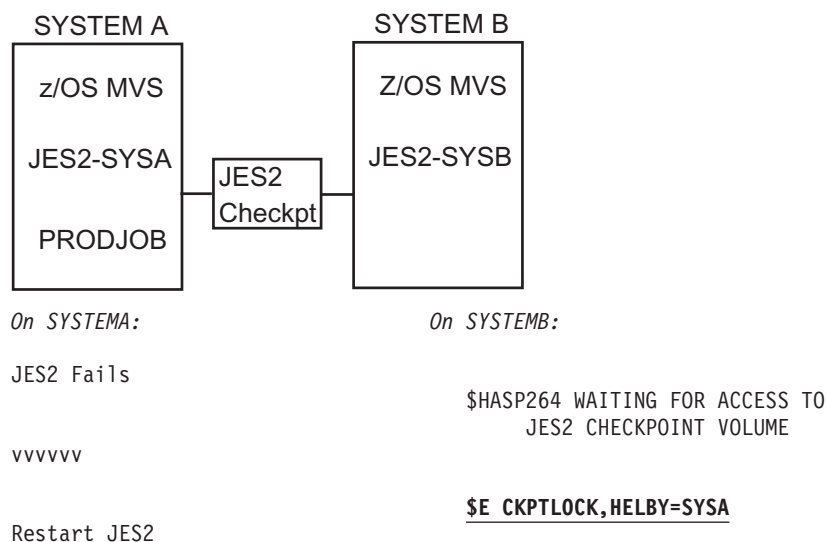 SYSTEM A
SYSTEM B
z/OS MVS
Z/OS MVS
JES2-SYSA
JES2-SYSB
JES2
Checkpt
PRODJOB
On SYSTEMA:
On SYSTEMB:
JES2 Fails
$HASP264 WAITING FOR ACCESS TO
JES2 CHECKPOINT VOLUME
vvvvvv
$E CKPTLOCK,HELBY=SYSA
Restart JES2